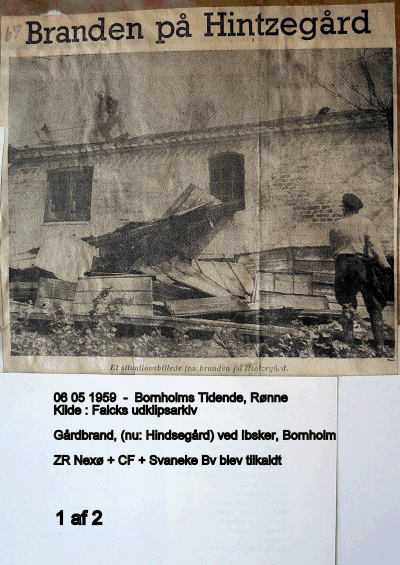 Branden på Hintzegård
Et situationsbillede fra branden på Hintzegård.
06 05 1959 - Bornholms Tidende, Rønne
Kilde : Falcks udklipsarkiv
Gårdbrand, (nu: Hindsegård) ved Ibsker, Bornholm
ZR Nexø + CF + Svaneke Bv blev tilkaldt
1 af 2